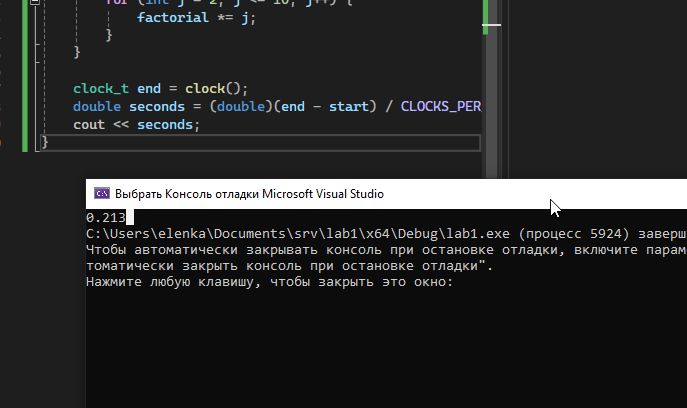 for (int j = 2; j <= 10; j++) {
factorial *= j;
}
}
clock_t end = clock();
double seconds = (double)(end - start) / CLOCKS_PER
cout << seconds;
}
Выбрать Консоль отладки Microsoft Visual Studio
0.213
C:\Users\elenka\Documents\srv\lab1\x64\Debug\lab1.exe (процесс 5924) заверш
Чтобы автоматически закрывать консоль при остановке отладки, включите парам
томатически закрыть консоль при остановке отладки".
Нажмите любую клавишу, чтобы закрыть это окно: